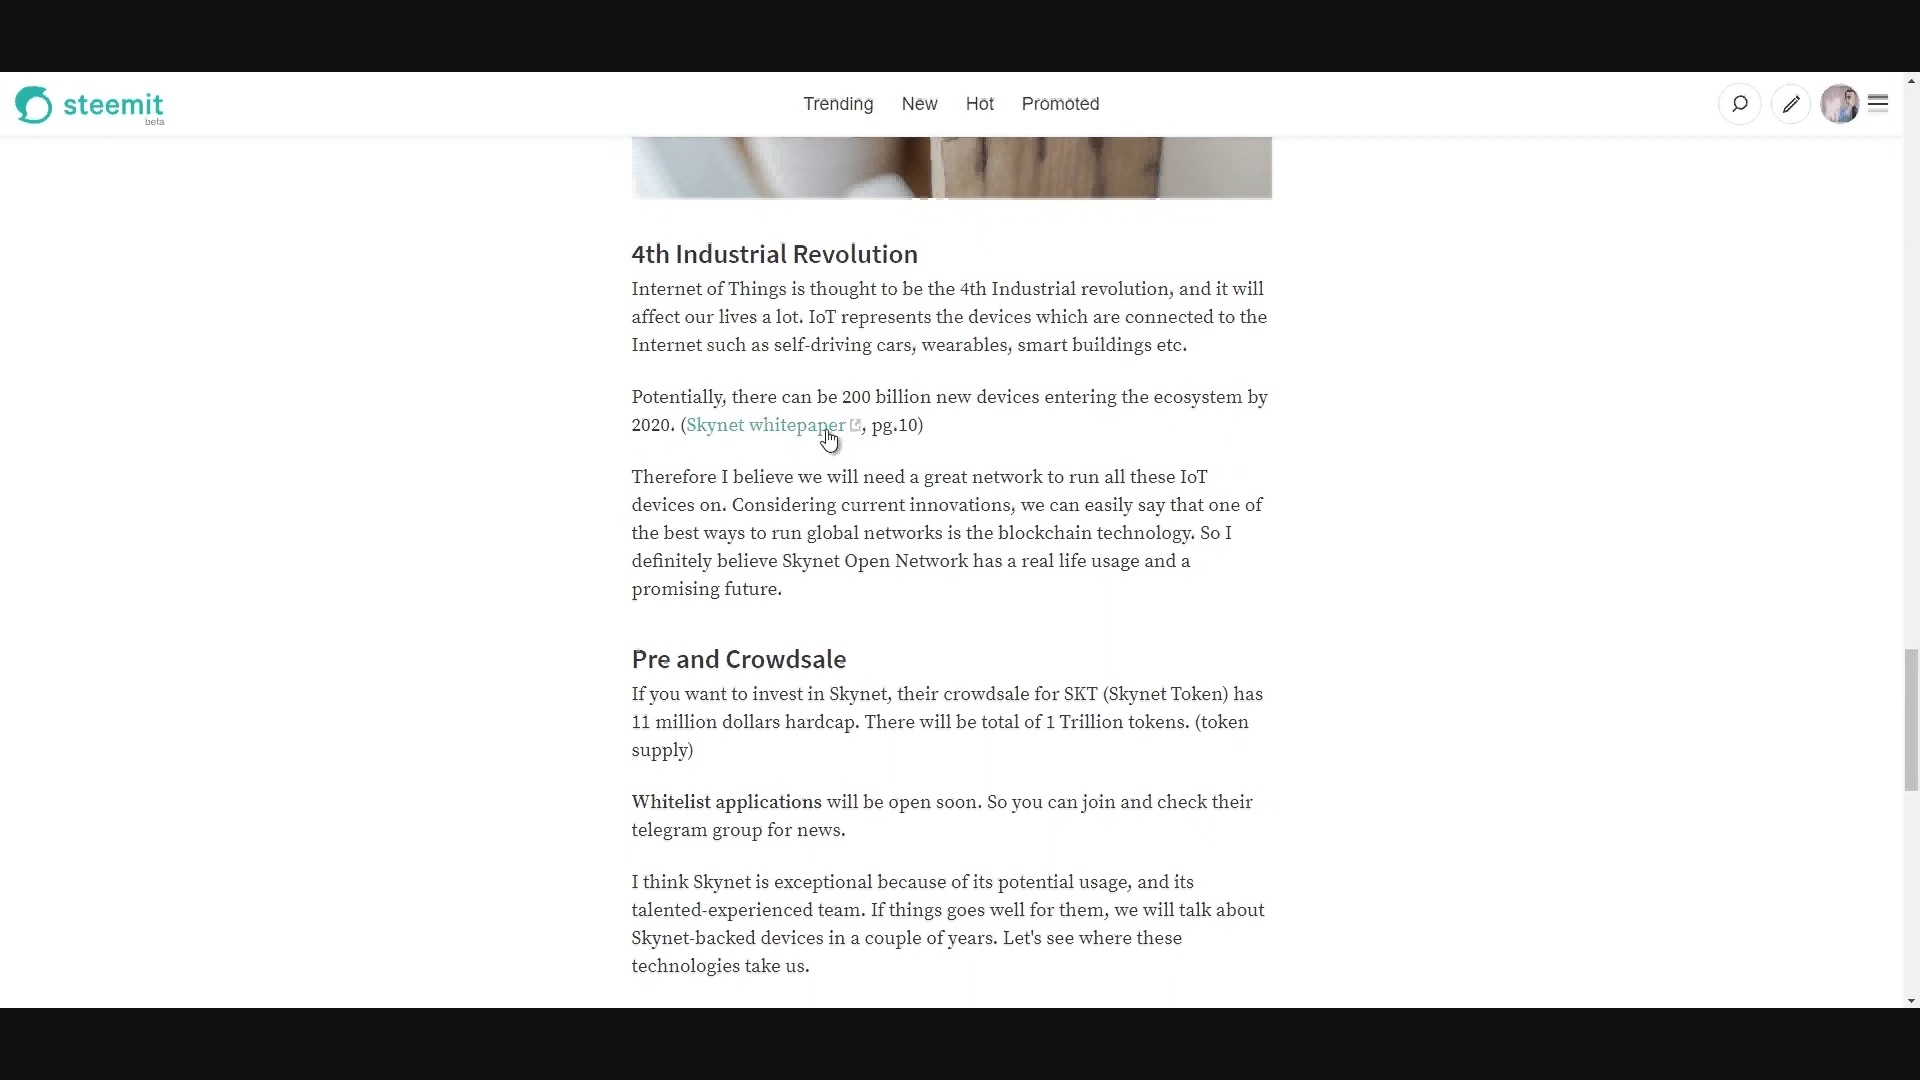 steemit
beta
Trending New Hot Promoted
4th Industrial Revolution
Internet of Things is thought to be the 4th Industrial revolution, and it will
affect our lives a lot. IoT represents the devices which are connected to the
Internet such as self-driving cars, wearables, smart buildings etc.
Potentially, there can be 200 billion new devices entering the ecosystem by
2020. (Skynet whitepaper, pg.10)
Therefore I believe we will need a great network to run all these IoT
devices on. Considering current innovations, we can easily say that one of
the best ways to run global networks is the blockchain technology. So I
definitely believe Skynet Open Network has a real life usage and a
promising future.
Pre and Crowdsale
If you want to invest in Skynet, their crowdsale for SKT (Skynet Token) has
11 million dollars hardcap. There will be total of 1 Trillion tokens. (token
supply)
Whitelist applications will be open soon. So you can join and check their
telegram group for news.
I think Skynet is exceptional because of its potential usage, and its
talented-experienced team. If things goes well for them, we will talk about
Skynet-backed devices in a couple of years. Let's see where these
technologies take us.